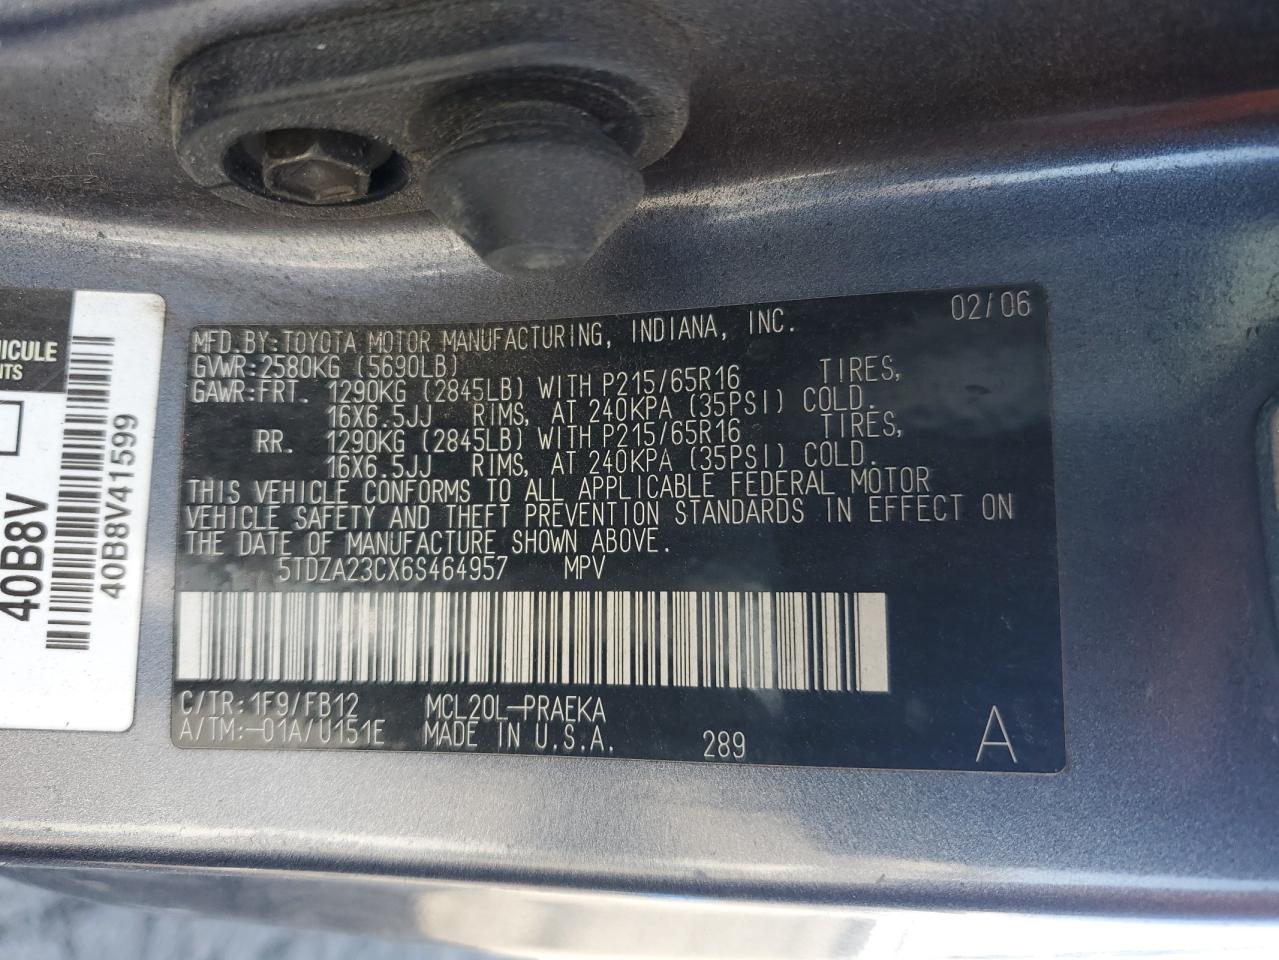 02/06
MFD.BY:TOYOTA MOTOR MANUFACTURING, INDIANA, INC.
GVWR:2580KG (5690LB)
GAWR:FRT. 1290KG (2845LB) WITH P215/65R16 TIRES,
16X6.5JJ RIMS, AT 240KPA (35PSI) COLD.
RR. 1290KG (2845LB) WITH P215/65R16 TIRES,
16X6.5JJ RIMS, AT 240KPA (35PSI) COLD.
THIS VEHICLE CONFORMS TO ALL APPLICABLE FEDERAL MOTOR
VEHICLE SAFETY AND THEFT PREVENTION STANDARDS IN EFFECT ON
THE DATE OF MANUFACTURE SHOWN ABOVE.
5TDZA23CX6S464957 MPV
C/TR:1F9/FB12 MCL20L-PRAEKA
A/TM:-01A/U151E MADE IN U.S.A. 289 A
HICULE
NTS
40B8V
40B8V41599